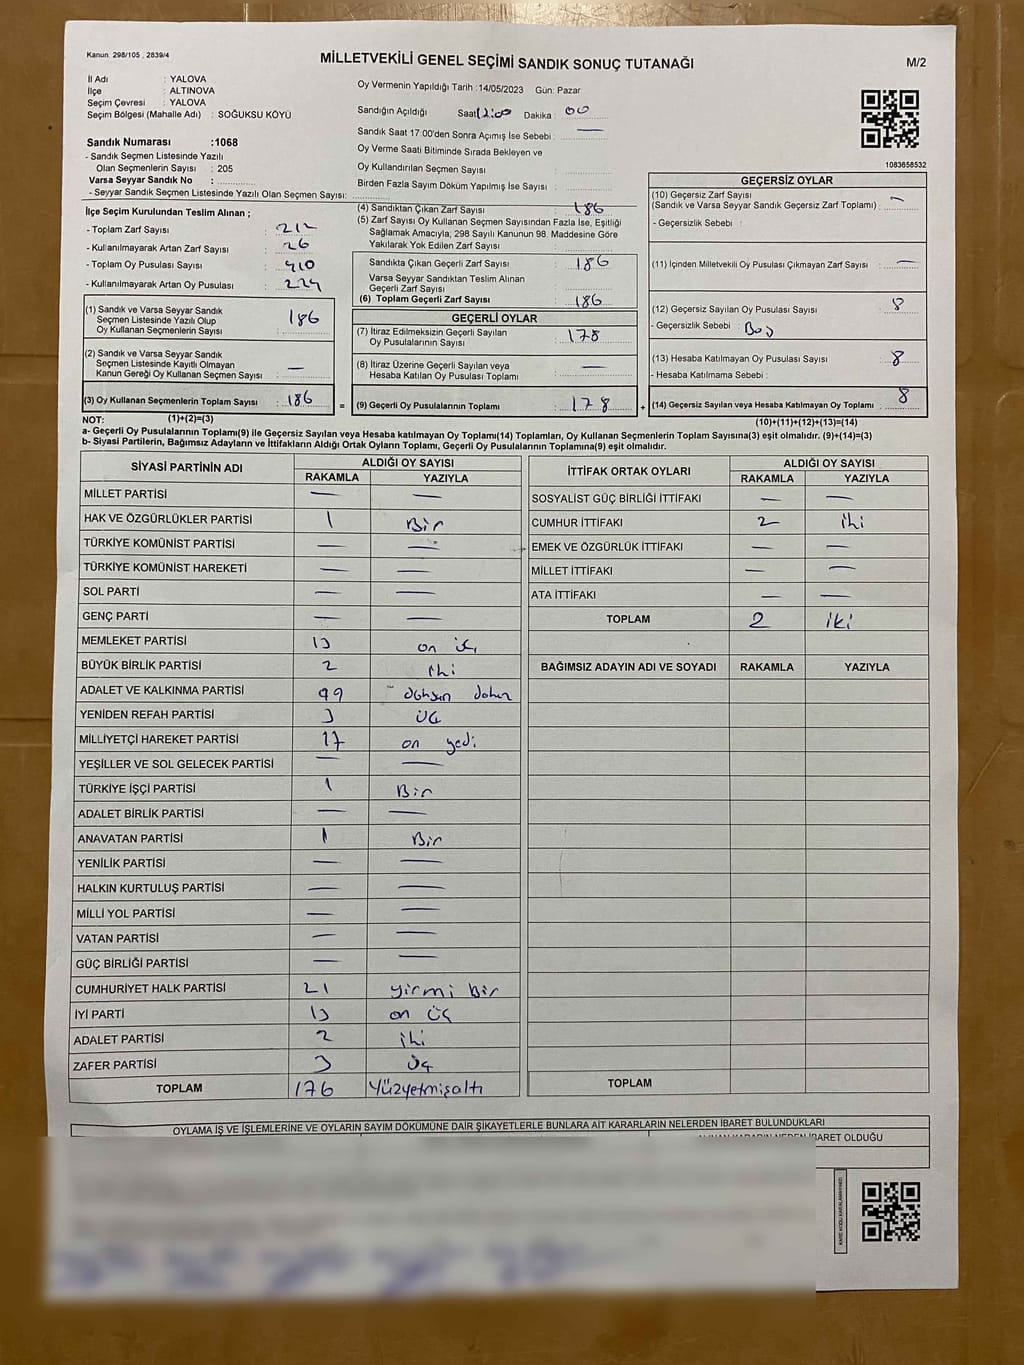 Kanun 298/105 , 2839/4
MİLLETVEKİLİ GENEL SEÇİMİ SANDIK SONUÇ TUTANAĞI
M/2
İl Adı : YALOVA
İlçe : ALTINOVA
Seçim Çevresi : YALOVA
Seçim Bölgesi (Mahalle Adı) : SOĞUKSU KÖYÜ
Sandık Numarası :1068
- Sandık Seçmen Listesinde Yazılı
Olan Seçmenlerin Sayısı : 205
Varsa Seyyar Sandık No :
- Seyyar Sandık Seçmen Listesinde Yazılı Olan Seçmen Sayısı:
Oy Vermenin Yapıldığı Tarih :14/05/2023 Gün: Pazar
Sandığın Açıldığı Saat: 17:00 Dakika : 00
Sandık Saat 17:00'den Sonra Açılmış İse Sebebi : —
Oy Verme Saati Bitiminde Sırada Bekleyen ve
Oy Kullandırılan Seçmen Sayısı :
Birden Fazla Sayım Döküm Yapılmış İse Sayısı :
1083658532
İlçe Seçim Kurulundan Teslim Alınan ;
- Toplam Zarf Sayısı : 212
- Kullanılmayarak Artan Zarf Sayısı : 26
- Toplam Oy Pusulası Sayısı : 410
- Kullanılmayarak Artan Oy Pusulası : 224
(1) Sandık ve Varsa Seyyar Sandık
Seçmen Listesinde Yazılı Olup
Oy Kullanan Seçmenlerin Sayısı : 186
(2) Sandık ve Varsa Seyyar Sandık
Seçmen Listesinde Kayıtlı Olmayan
Kanun Gereği Oy Kullanan Seçmen Sayısı : —
(3) Oy Kullanan Seçmenlerin Toplam Sayısı : 186
(4) Sandıktan Çıkan Zarf Sayısı : 186
(5) Zarf Sayısı Oy Kullanan Seçmen Sayısından Fazla İse, Eşitliği
Sağlamak Amacıyla, 298 Sayılı Kanunun 98. Maddesine Göre
Yakılarak Yok Edilen Zarf Sayısı :
Sandıkta Çıkan Geçerli Zarf Sayısı : 186
Varsa Seyyar Sandıktan Teslim Alınan
Geçerli Zarf Sayısı :
(6) Toplam Geçerli Zarf Sayısı : 186
GEÇERLİ OYLAR
(7) İtiraz Edilmeksizin Geçerli Sayılan
Oy Pusulalarının Sayısı : 178
(8) İtiraz Üzerine Geçerli Sayılan veya
Hesaba Katılan Oy Pusulası Toplamı : —
= (9) Geçerli Oy Pusulalarının Toplamı : 178
GEÇERSİZ OYLAR
(10) Geçersiz Zarf Sayısı
(Sandık ve Varsa Seyyar Sandık Geçersiz Zarf Toplamı) : —
- Geçersizlik Sebebi :
(11) İçinden Milletvekili Oy Pusulası Çıkmayan Zarf Sayısı : —
(12) Geçersiz Sayılan Oy Pusulası Sayısı : 8
- Geçersizlik Sebebi : Boş
(13) Hesaba Katılmayan Oy Pusulası Sayısı : 8
- Hesaba Katılmama Sebebi :
+ (14) Geçersiz Sayılan veya Hesaba Katılmayan Oy Toplamı : 8
NOT: (1)+(2)=(3) (10)+(11)+(12)+(13)=(14)
a- Geçerli Oy Pusulalarının Toplamı(9) ile Geçersiz Sayılan veya Hesaba katılmayan Oy Toplamı(14) Toplamları, Oy Kullanan Seçmenlerin Toplam Sayısına(3) eşit olmalıdır. (9)+(14)=(3)
b- Siyasi Partilerin, Bağımsız Adayların ve İttifakların Aldığı Ortak Oyların Toplamı, Geçerli Oy Pusulalarının Toplamına(9) eşit olmalıdır.
SİYASİ PARTİNİN ADI ALDIĞI OY SAYISI
RAKAMLA YAZIYLA
MİLLET PARTİSİ — —
HAK VE ÖZGÜRLÜKLER PARTİSİ 1 Bir
TÜRKİYE KOMÜNİST PARTİSİ — —
TÜRKİYE KOMÜNİST HAREKETİ — —
SOL PARTİ — —
GENÇ PARTİ — —
MEMLEKET PARTİSİ 13 on üç
BÜYÜK BİRLİK PARTİSİ 2 iki
ADALET VE KALKINMA PARTİSİ 99 doksan dokuz
YENİDEN REFAH PARTİSİ 3 üç
MİLLİYETÇİ HAREKET PARTİSİ 17 on yedi
YEŞİLLER VE SOL GELECEK PARTİSİ — —
TÜRKİYE İŞÇİ PARTİSİ 1 Bir
ADALET BİRLİK PARTİSİ — —
ANAVATAN PARTİSİ 1 Bir
YENİLİK PARTİSİ — —
HALKIN KURTULUŞ PARTİSİ — —
MİLLİ YOL PARTİSİ — —
VATAN PARTİSİ — —
GÜÇ BİRLİĞİ PARTİSİ — —
CUMHURİYET HALK PARTİSİ 21 yirmi bir
İYİ PARTİ 13 on üç
ADALET PARTİSİ 2 iki
ZAFER PARTİSİ 3 Üç
TOPLAM 176 Yüzyetmişaltı
İTTİFAK ORTAK OYLARI ALDIĞI OY SAYISI
RAKAMLA YAZIYLA
SOSYALİST GÜÇ BİRLİĞİ İTTİFAKI — —
CUMHUR İTTİFAKI 2 iki
EMEK VE ÖZGÜRLÜK İTTİFAKI — —
MİLLET İTTİFAKI — —
ATA İTTİFAKI — —
TOPLAM 2 iki
BAĞIMSIZ ADAYIN ADI VE SOYADI RAKAMLA YAZIYLA
TOPLAM
OYLAMA İŞ VE İŞLEMLERİNE VE OYLARIN SAYIM DÖKÜMÜNE DAİR ŞİKAYETLERLE BUNLARA AİT KARARLARIN NELERDEN İBARET BULUNDUKLARI
ALINAN KARARIN NEDEN İBARET OLDUĞU